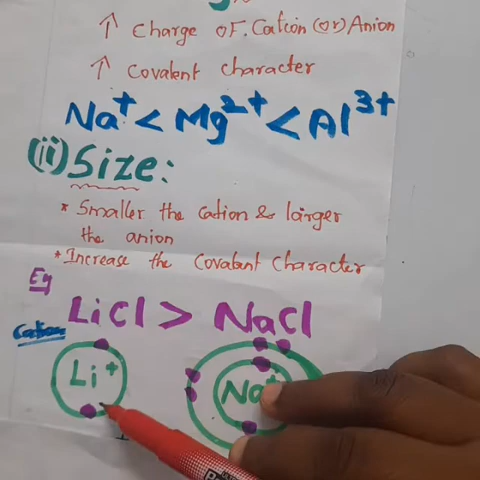 ↑ Charge of. Cation (or) Anion
↑ Covalent character
Na⁺ < Mg²⁺ < Al³⁺
(ii) Size:
* Smaller the cation & larger
the anion
* Increase the Covalent Character
Eg
LiCl > NaCl
Cation
Li⁺
Na⁺